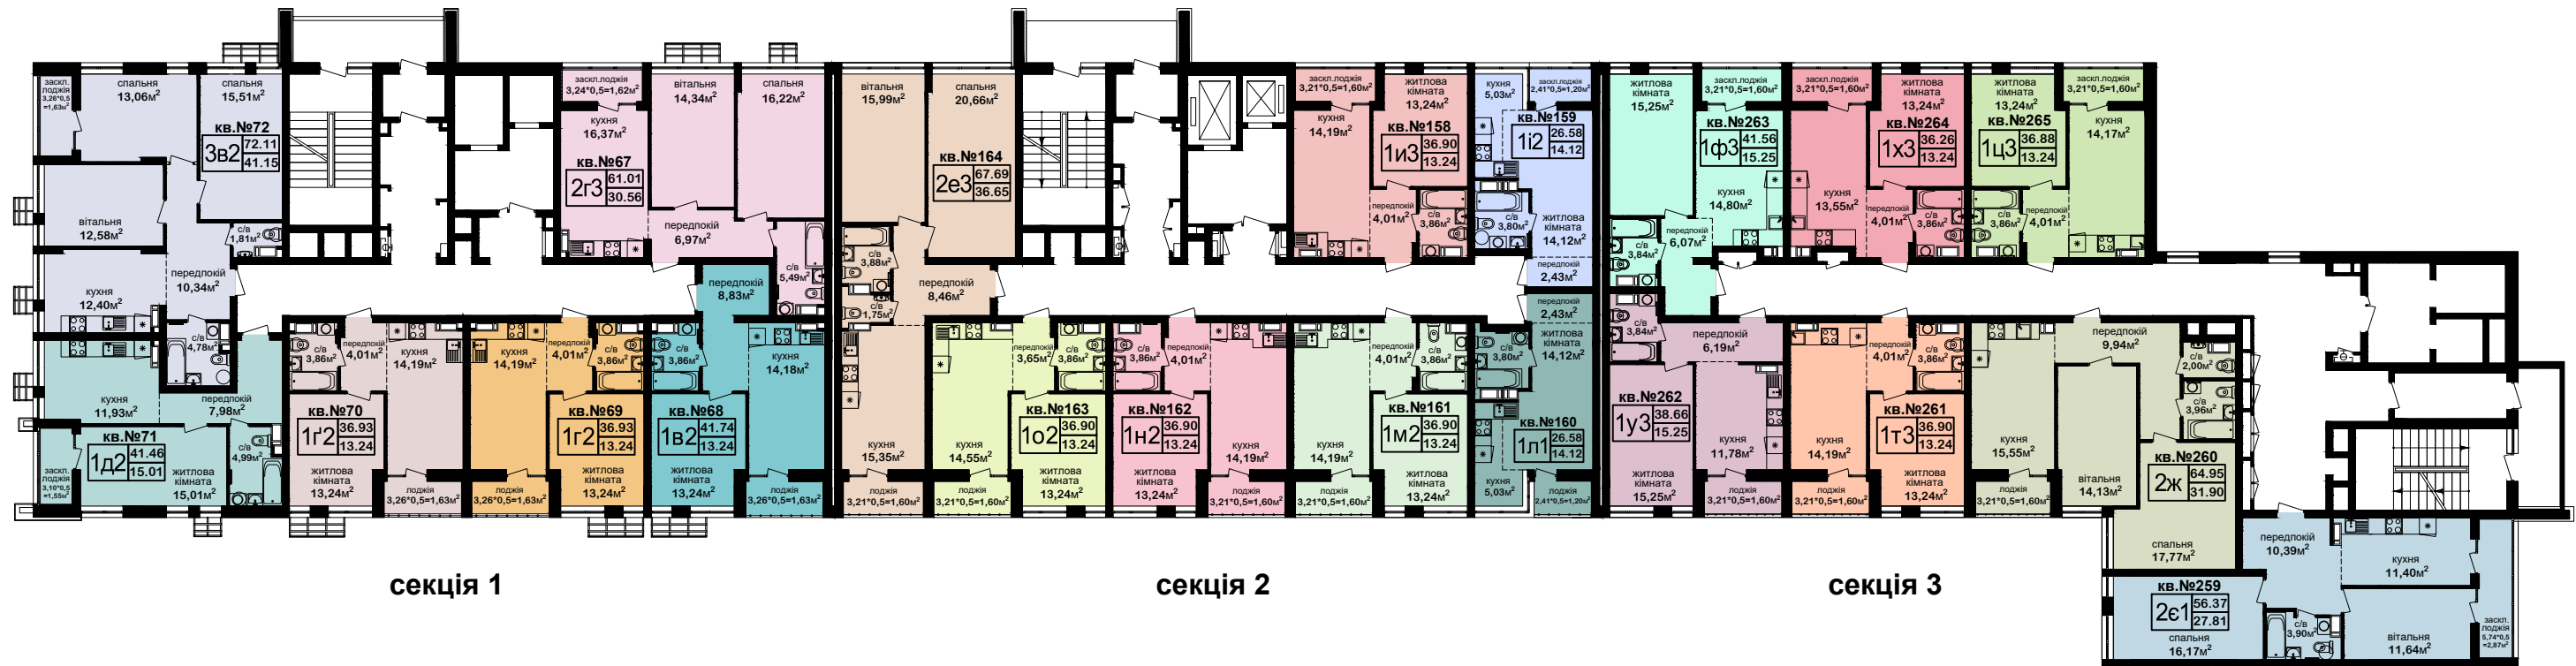 заскл.
лоджія
3,26*0,5
=1,63м²
спальня
13,06м²
спальня
15,51м²
кв.№72
3в2 72.11
41.15
вітальня
12,58м²
с/в
1,81м²
передпокій
10,34м²
кухня
12,40м²
с/в
4,78м²
кухня
11,93м²
передпокій
7,98м²
кв.№71
1д2 41.46
15.01
заскл.
лоджія
3,10*0,5
=1,55м²
житлова
кімната
15,01м²
с/в
4,99м²
с/в
3,86м²
передпокій
4,01м²
кухня
14,19м²
кв.№70
1ґ2 36.93
13.24
житлова
кімната
13,24м²
лоджія
3,26*0,5=1,63м²
кухня
14,19м²
передпокій
4,01м²
с/в
3,86м²
кв.№69
1г2 36.93
13.24
лоджія
3,26*0,5=1,63м²
житлова
кімната
13,24м²
заскл.лоджія
3,24*0,5=1,62м²
кухня
16,37м²
вітальня
14,34м²
спальня
16,22м²
кв.№67
2г3 61.01
30.56
передпокій
6,97м²
с/в
5,49м²
передпокій
8,83м²
с/в
3,86м²
кухня
14,18м²
кв.№68
1в2 41.74
13.24
житлова
кімната
13,24м²
лоджія
3,26*0,5=1,63м²
секція 1
вітальня
15,99м²
спальня
20,66м²
кв.№164
2е3 67.69
36.65
с/в
3,88м²
с/в
1,75м²
передпокій
8,46м²
кухня
15,35м²
лоджія
3,21*0,5=1,60м²
передпокій
3,65м²
с/в
3,86м²
кв.№163
1о2 36.90
13.24
кухня
14,55м²
лоджія
3,21*0,5=1,60м²
житлова
кімната
13,24м²
с/в
3,86м²
передпокій
4,01м²
кв.№162
1н2 36.90
13.24
житлова
кімната
13,24м²
кухня
14,19м²
лоджія
3,21*0,5=1,60м²
заскл.лоджія
3,21*0,5=1,60м²
кухня
14,19м²
житлова
кімната
13,24м²
кв.№158
1и3 36.90
13.24
передпокій
4,01м²
с/в
3,86м²
кухня
5,03м²
заскл.лоджія
2,41*0,5=1,20м²
кв.№159
1і2 26.58
14.12
с/в
3,80м²
житлова
кімната
14,12м²
передпокій
2,43м²
передпокій
4,01м²
с/в
3,86м²
кв.№161
1м2 36.90
13.24
кухня
14,19м²
лоджія
3,21*0,5=1,60м²
житлова
кімната
13,24м²
передпокій
2,43м²
с/в
3,80м²
житлова
кімната
14,12м²
кв.№160
1л1 26.58
14.12
кухня
5,03м²
лоджія
2,41*0,5=1,20м²
секція 2
житлова
кімната
15,25м²
заскл.лоджія
3,21*0,5=1,60м²
кв.№263
1ф3 41.56
15.25
кухня
14,80м²
передпокій
6,07м²
с/в
3,84м²
заскл.лоджія
3,21*0,5=1,60м²
житлова
кімната
13,24м²
кв.№264
1х3 36.26
13.24
кухня
13,55м²
передпокій
4,01м²
с/в
3,86м²
житлова
кімната
13,24м²
заскл.лоджія
3,21*0,5=1,60м²
кв.№265
1ц3 36.88
13.24
кухня
14,17м²
с/в
3,86м²
передпокій
4,01м²
с/в
3,84м²
передпокій
6,19м²
кв.№262
1у3 38.66
15.25
житлова
кімната
15,25м²
кухня
11,78м²
лоджія
3,21*0,5=1,60м²
передпокій
4,01м²
с/в
3,86м²
кв.№261
1т3 36.90
13.24
кухня
14,19м²
лоджія
3,21*0,5=1,60м²
житлова
кімната
13,24м²
передпокій
9,94м²
с/в
2,00м²
с/в
3,96м²
кухня
15,55м²
лоджія
3,21*0,5=1,60м²
вітальня
14,13м²
кв.№260
2ж 64.95
31.90
спальня
17,77м²
передпокій
10,39м²
кухня
11,40м²
кв.№259
2є1 56.37
27.81
спальня
16,17м²
с/в
3,90м²
вітальня
11,64м²
заскл.
лоджія
5,74*0,5
=2,87м²
секція 3